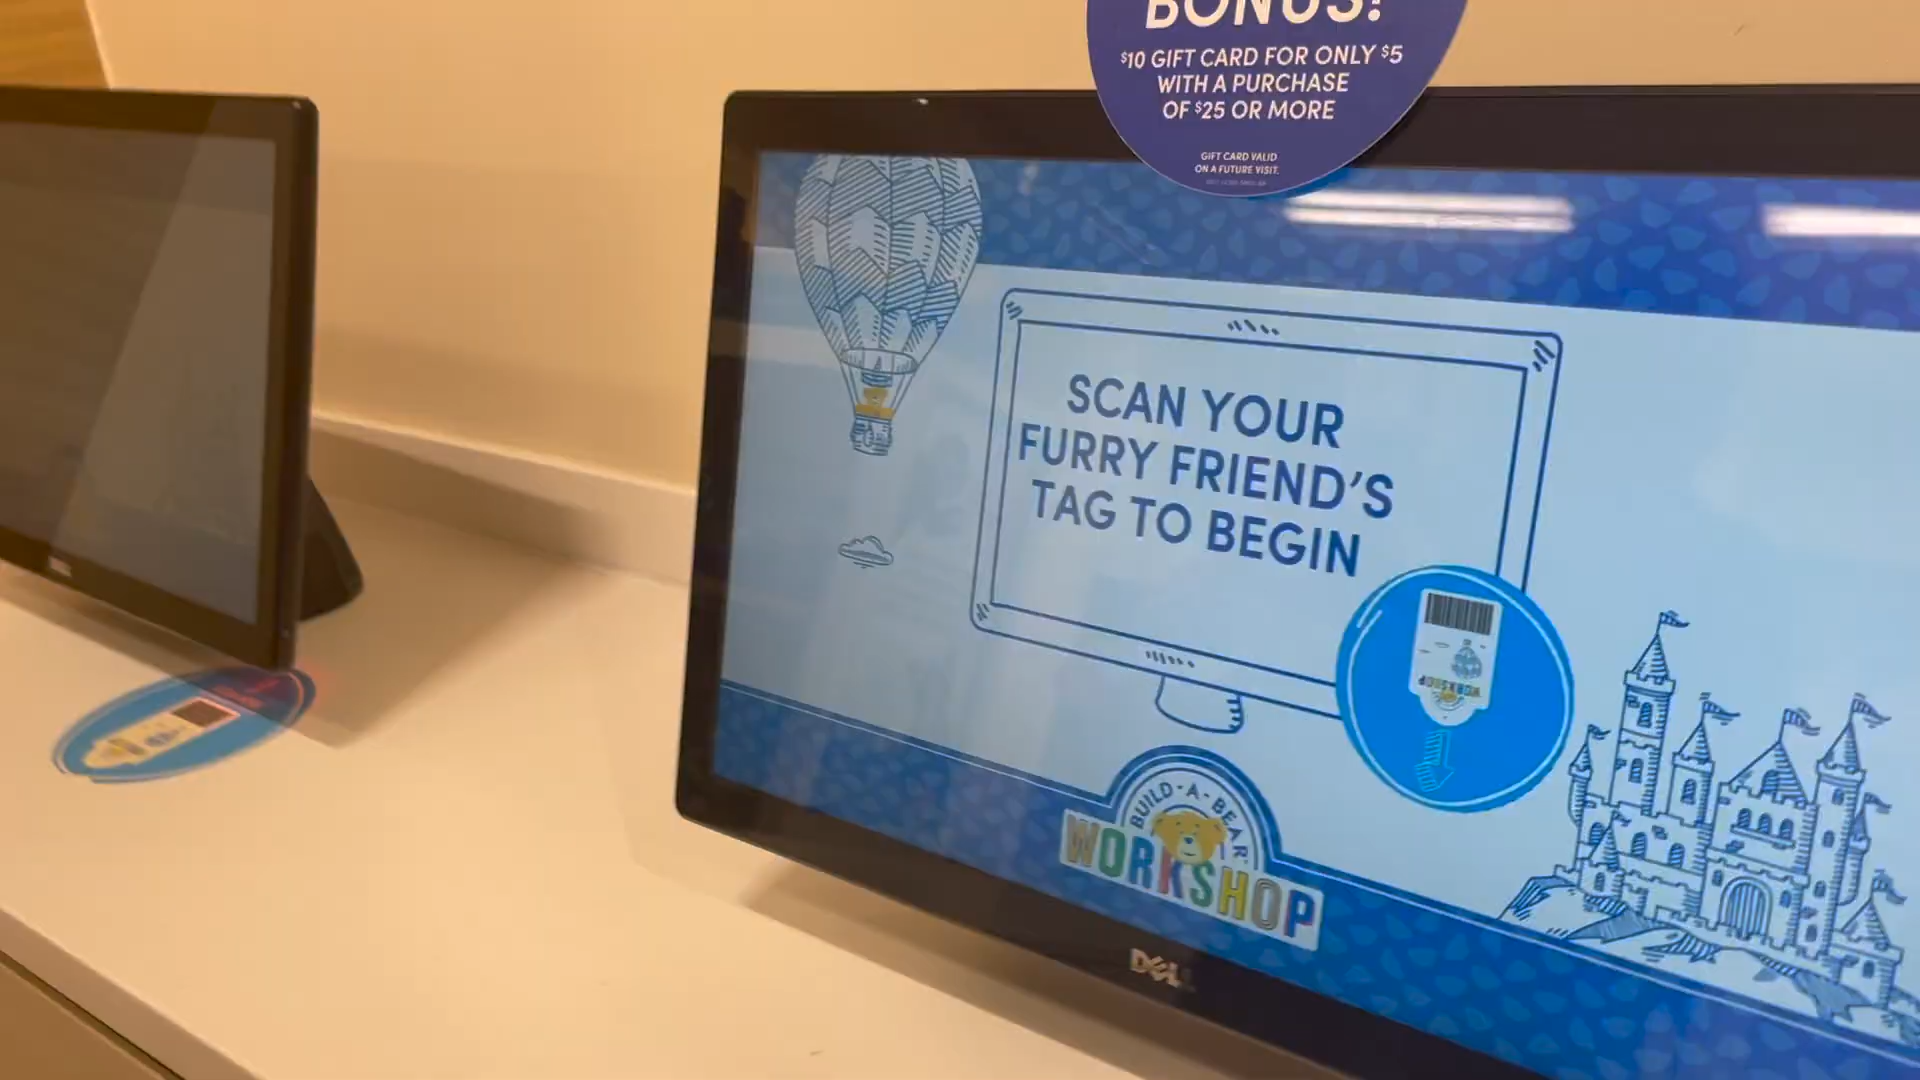 BONUS!
$10 GIFT CARD FOR ONLY $5
WITH A PURCHASE
OF $25 OR MORE
GIFT CARD VALID
ON A FUTURE VISIT.
SCAN YOUR
FURRY FRIEND'S
TAG TO BEGIN
WORKSHOP
BUILD-A-BEAR
WORKSHOP
DELL